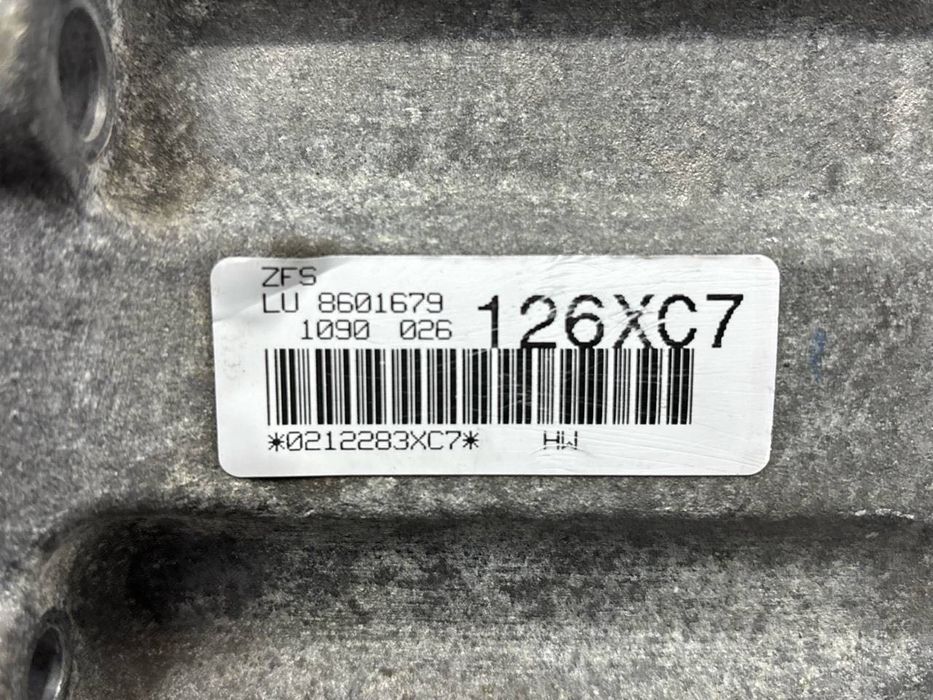 ZFS
LU 8601679
1090 026
126XC7
*0212283XC7* HW